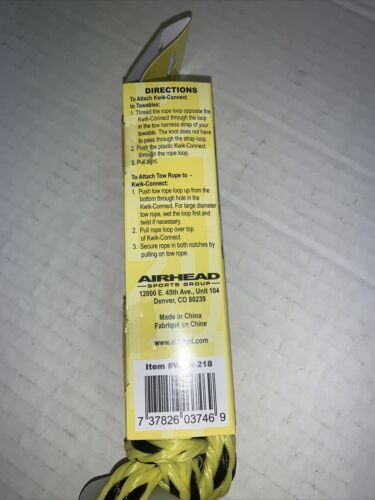 DIRECTIONS
To Attach Kwik-Connect
to Towables:
1. Thread the rope loop opposite the
Kwik-Connect through the loop
in the tow harness strap of your
towable. The knot does not have
to pass through the strap loop.
2. Push the plastic Kwik-Connect
through the rope loop.
3. Pull tight.
To Attach Tow Rope to
Kwik-Connect:
1. Push tow rope loop up from the
bottom through hole in the
Kwik-Connect. For large diameter
tow rope, wet the loop first and
twist if necessary.
2. Pull rope loop over top
of Kwik-Connect.
3. Secure rope in both notches by
pulling on tow rope.
AIRHEAD
SPORTS GROUP
12000 E. 45th Ave., Unit 104
Denver, CO 80239
Made in China
Fabriqué en Chine
www.airhead.com
Item -218
7 37826 03746 9